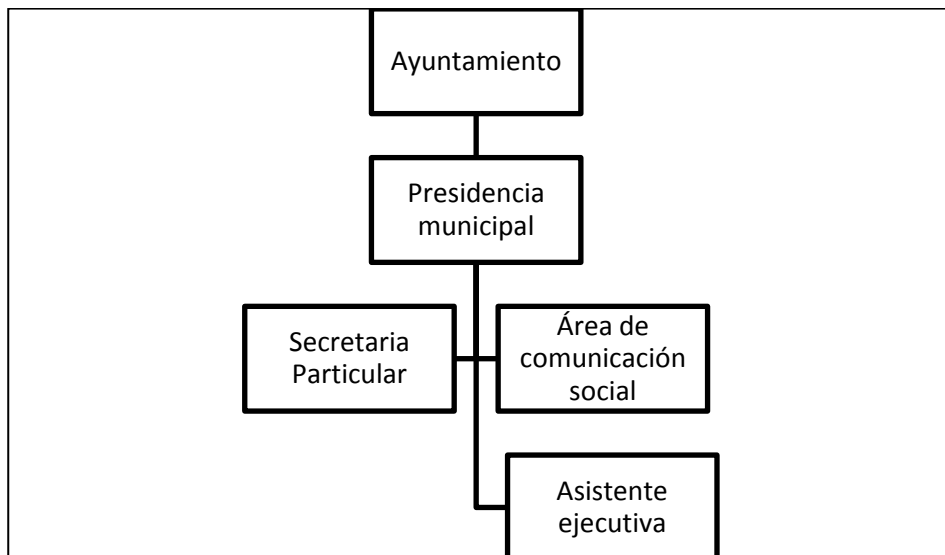 Ayuntamiento
Presidencia
municipal
Secretaria
Particular
Área de
comunicación
social
Asistente
ejecutiva